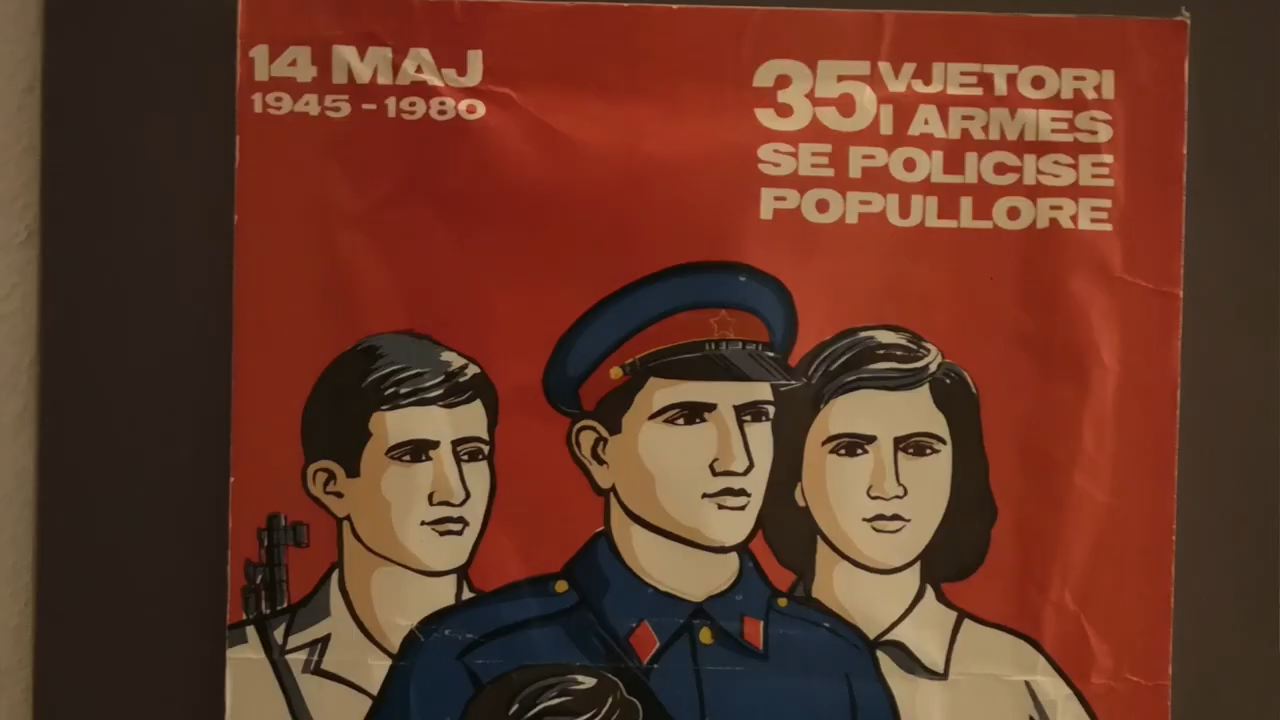 14 MAJ
1945 - 1980
35 VJETORI
I ARMES
SE POLICISE
POPULLORE